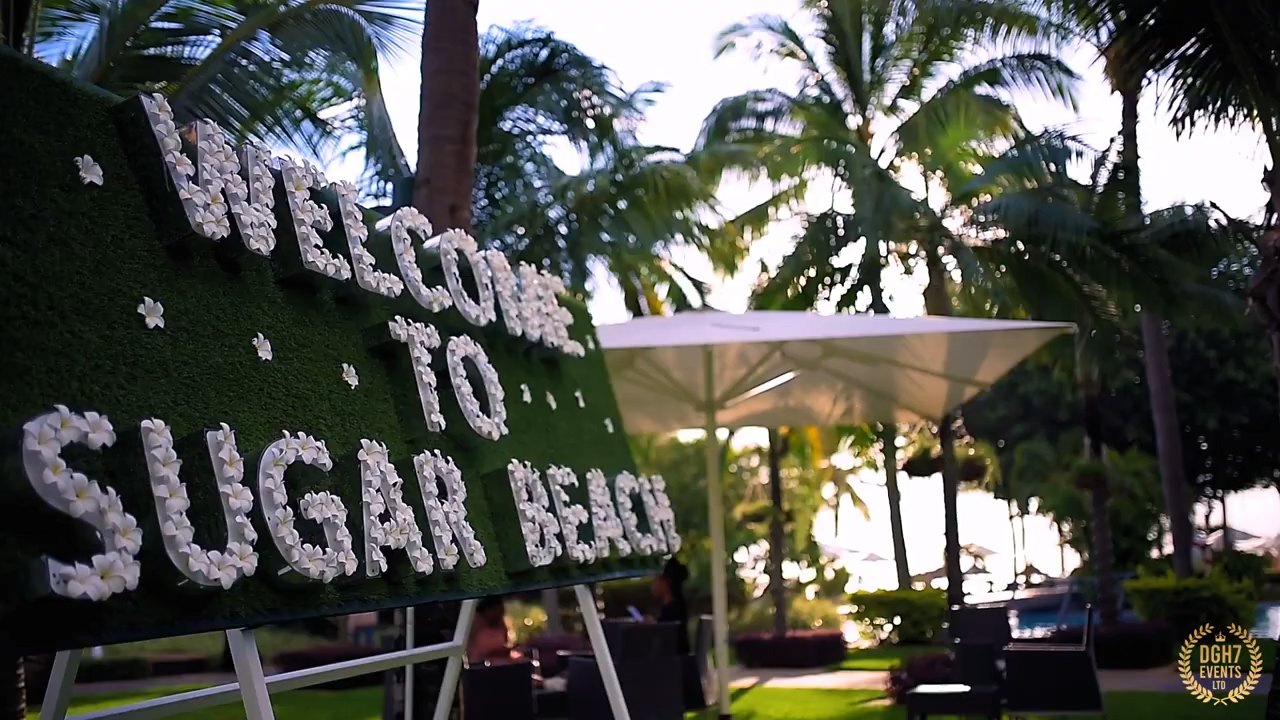 WELCOME
TO
SUGAR BEACH
DGH7
EVENTS
LTD